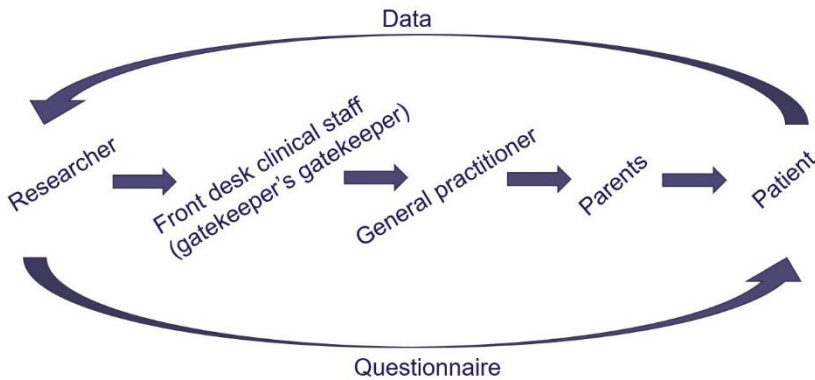 Data
Researcher
Front desk clinical staff
(gatekeeper’s gatekeeper)
General practitioner
Parents
Patient
Questionnaire